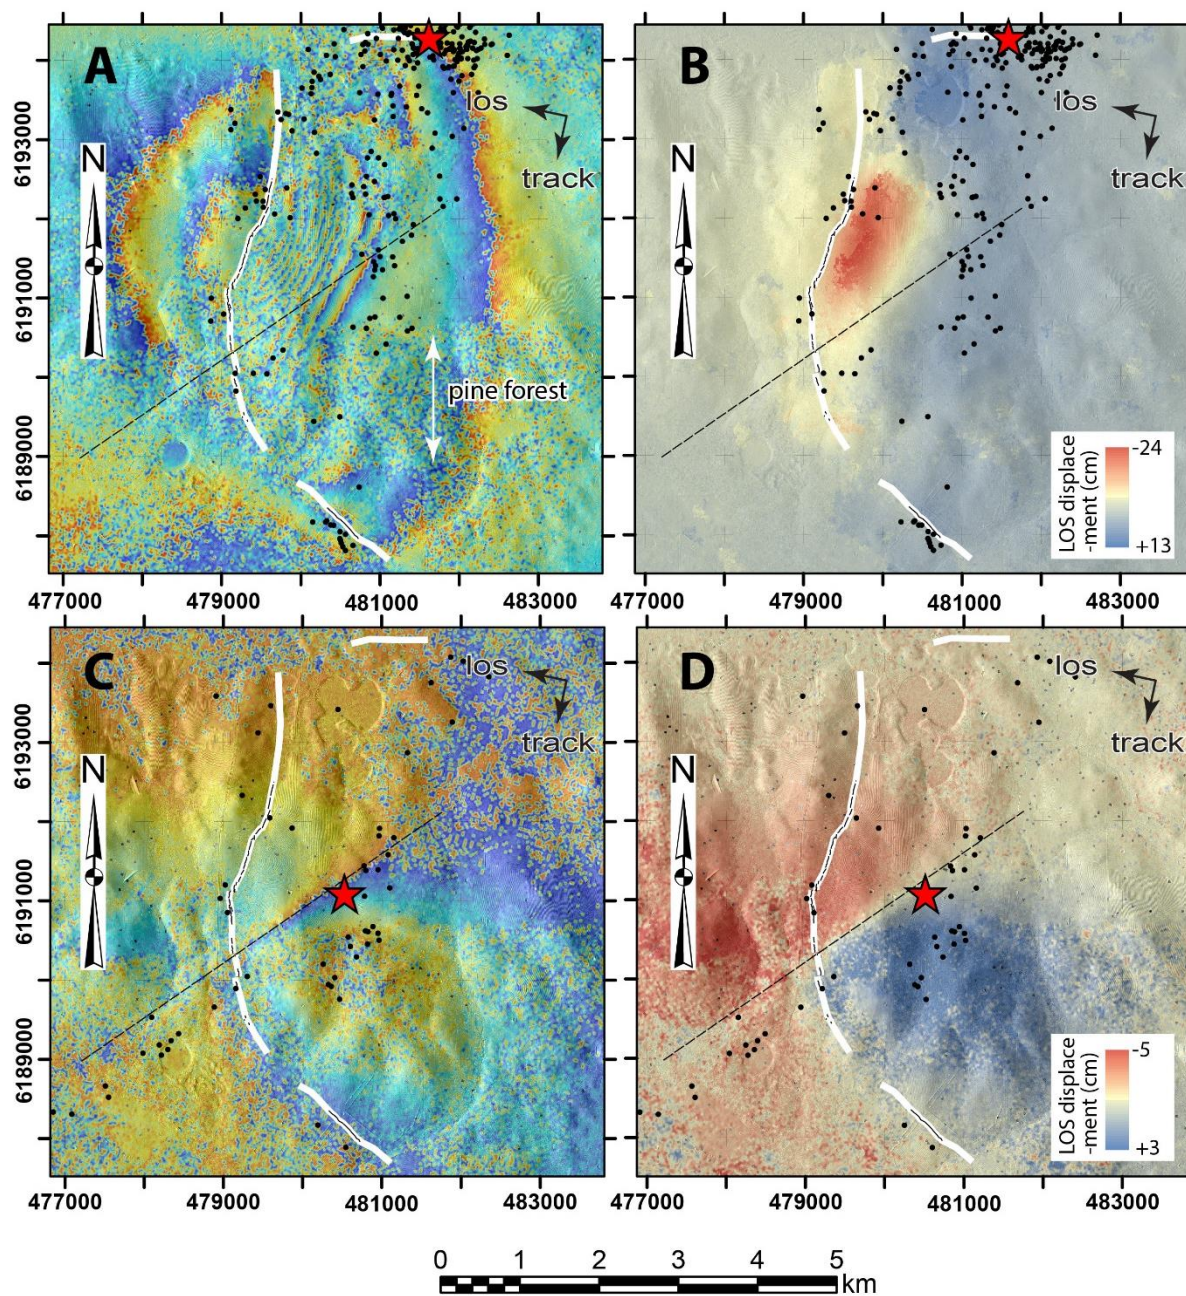 A
los
track
N
pine forest
6193000
6191000
6189000
477000
479000
481000
483000
B
los
track
N
LOS displace
-ment (cm)
-24
+13
477000
479000
481000
483000
C
los
track
N
6193000
6191000
6189000
477000
479000
481000
483000
D
los
track
N
LOS displace
-ment (cm)
-5
+3
477000
479000
481000
483000
0 1 2 3 4 5
km